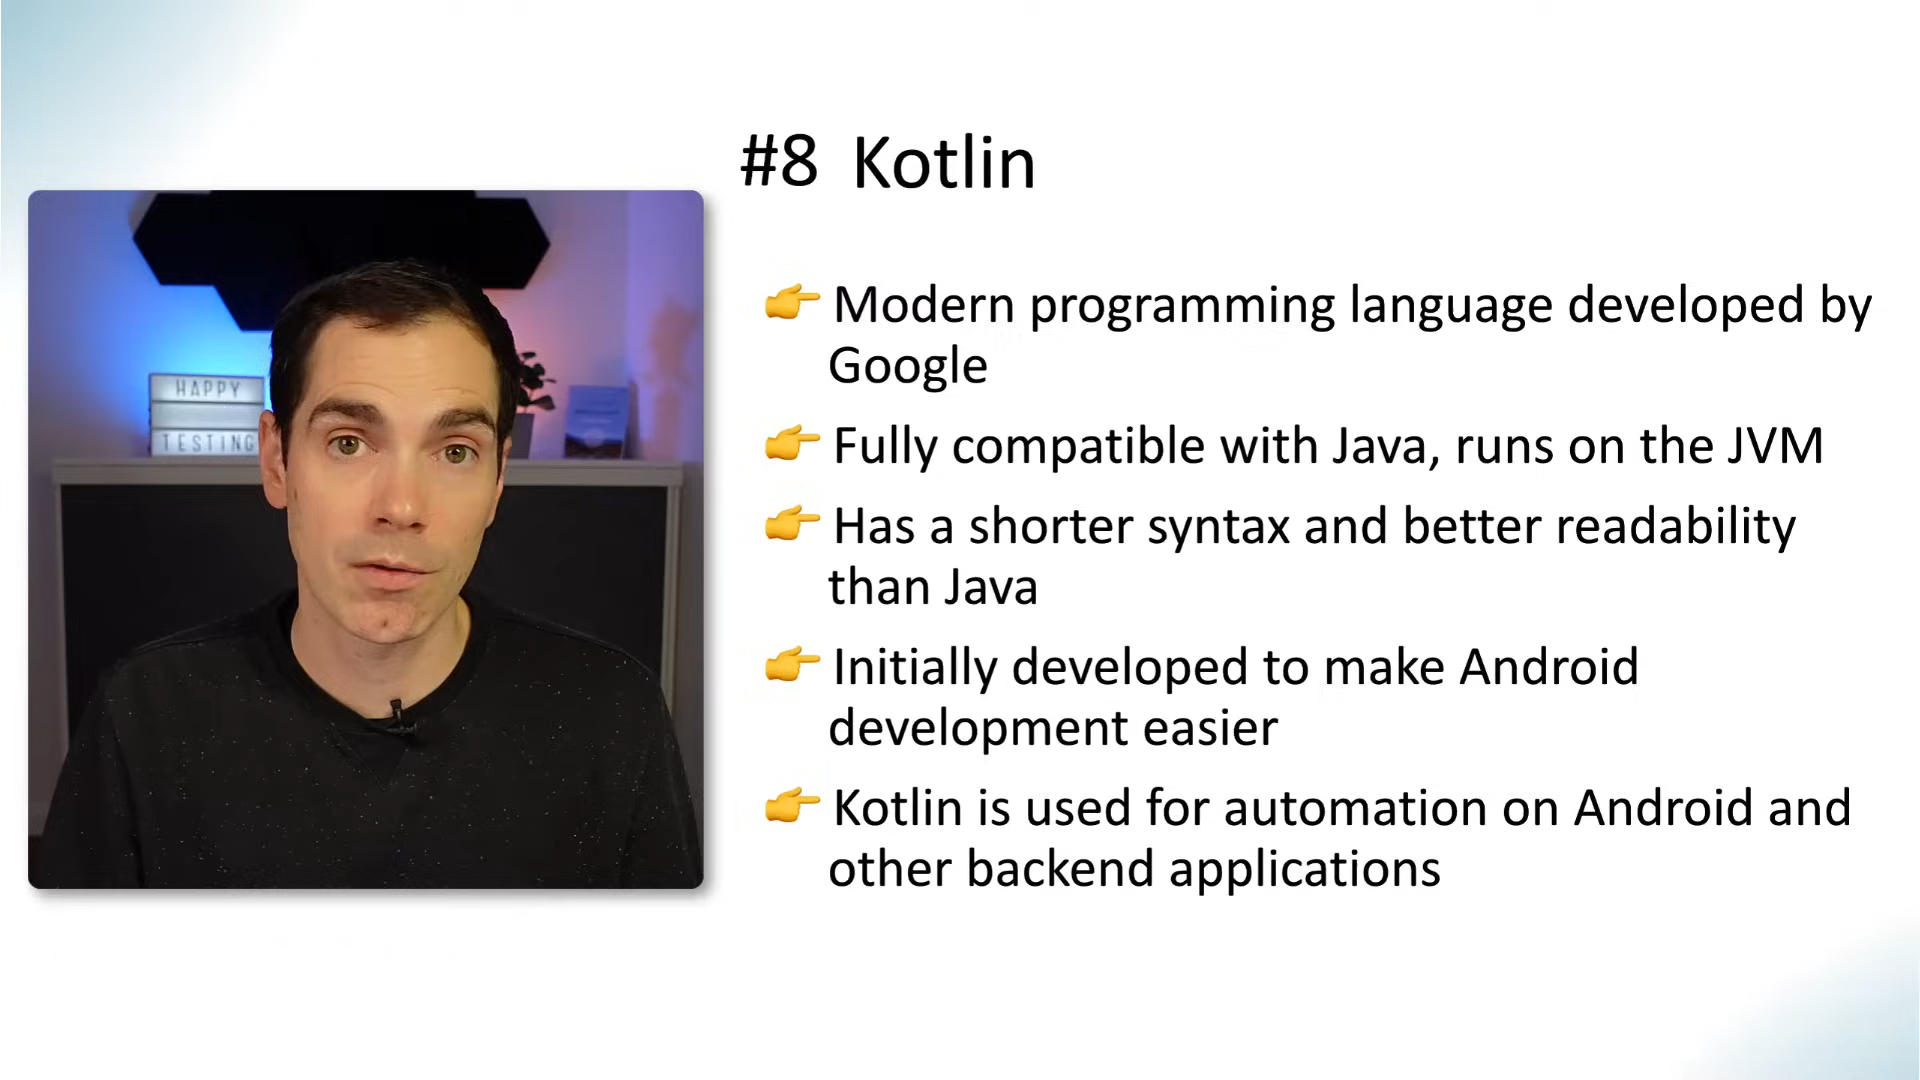 #8 Kotlin
HAPPY
TESTING
👉 Modern programming language developed by
Google
👉 Fully compatible with Java, runs on the JVM
👉 Has a shorter syntax and better readability
than Java
👉 Initially developed to make Android
development easier
👉 Kotlin is used for automation on Android and
other backend applications